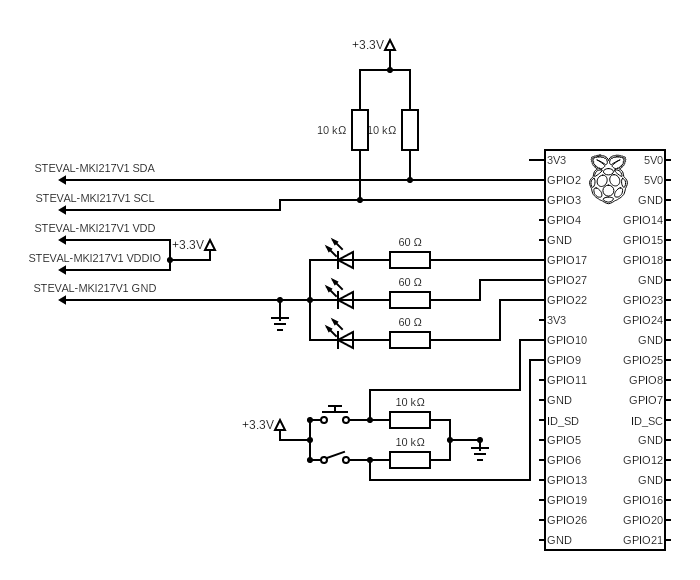 +3.3V
10 kΩ 10 kΩ
STEVAL-MKI217V1 SDA
STEVAL-MKI217V1 SCL
STEVAL-MKI217V1 VDD
+3.3V
STEVAL-MKI217V1 VDDIO
STEVAL-MKI217V1 GND
60 Ω
60 Ω
60 Ω
+3.3V
10 kΩ
10 kΩ
3V3 5V0
GPIO2 5V0
GPIO3 GND
GPIO4 GPIO14
GND GPIO15
GPIO17 GPIO18
GPIO27 GND
GPIO22 GPIO23
3V3 GPIO24
GPIO10 GND
GPIO9 GPIO25
GPIO11 GPIO8
GND GPIO7
ID_SD ID_SC
GPIO5 GND
GPIO6 GPIO12
GPIO13 GND
GPIO19 GPIO16
GPIO26 GPIO20
GND GPIO21